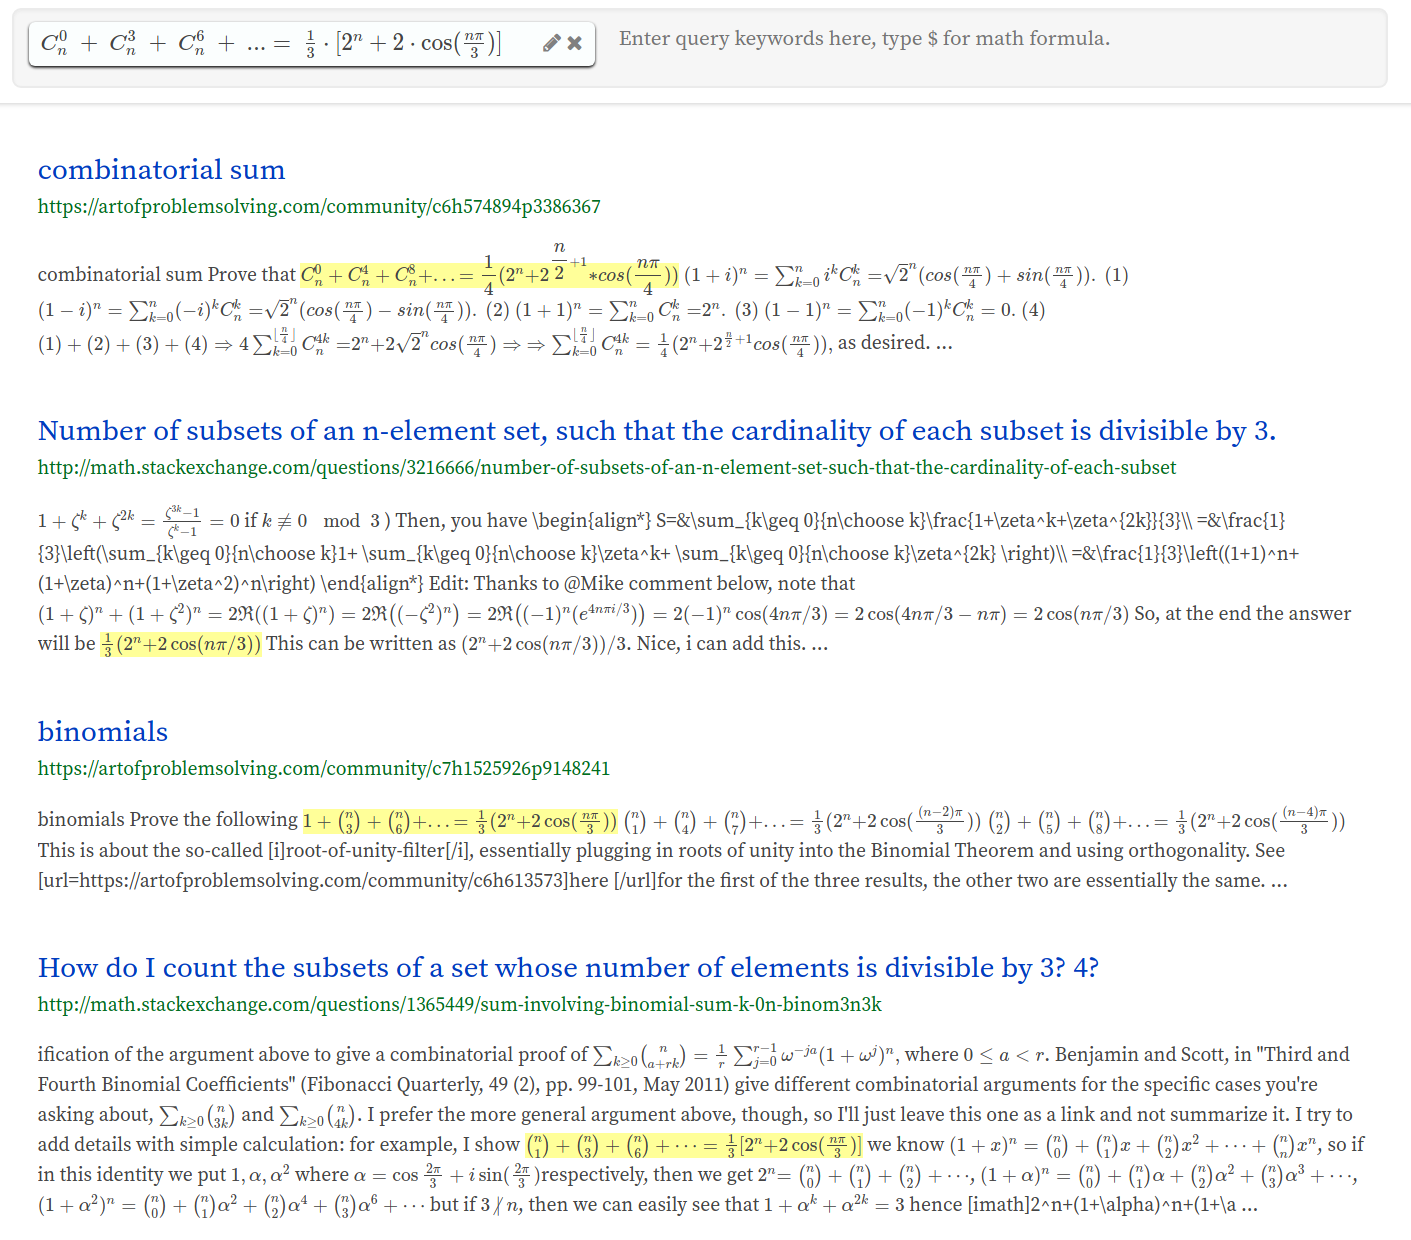 $C_n^0 + C_n^3 + C_n^6 + \ldots = \frac{1}{3} \cdot [2^n + 2 \cdot \cos(\frac{n\pi}{3})]$ Enter query keywords here, type $ for math formula.
combinatorial sum
https://artofproblemsolving.com/community/c6h574894p3386367
combinatorial sum Prove that $C_n^0 + C_n^4 + C_n^8 + \ldots = \frac{1}{4}(2^n + 2^{\frac{n}{2}+1} * cos(\frac{n\pi}{4}))$ $(1+i)^n = \sum_{k=0}^n i^k C_n^k = \sqrt{2}^n (cos(\frac{n\pi}{4}) + sin(\frac{n\pi}{4})).$ (1)
$(1-i)^n = \sum_{k=0}^n (-i)^k C_n^k = \sqrt{2}^n (cos(\frac{n\pi}{4}) - sin(\frac{n\pi}{4})).$ (2) $(1+1)^n = \sum_{k=0}^n C_n^k = 2^n.$ (3) $(1-1)^n = \sum_{k=0}^n (-1)^k C_n^k = 0.$ (4)
$(1)+(2)+(3)+(4) \Rightarrow 4\sum_{k=0}^{\lfloor \frac{n}{4} \rfloor} C_n^{4k} = 2^n + 2\sqrt{2}^n cos(\frac{n\pi}{4}) \Rightarrow \Rightarrow \sum_{k=0}^{\lfloor \frac{n}{4} \rfloor} C_n^{4k} = \frac{1}{4}(2^n + 2^{\frac{n}{2}+1} cos(\frac{n\pi}{4}))$, as desired. ...
Number of subsets of an n-element set, such that the cardinality of each subset is divisible by 3.
http://math.stackexchange.com/questions/3216666/number-of-subsets-of-an-n-element-set-such-that-the-cardinality-of-each-subset
$1 + \zeta^k + \zeta^{2k} = \frac{\zeta^{3k}-1}{\zeta^k-1} = 0$ if $k \not\equiv 0 \mod 3$ ) Then, you have \begin{align*} S=&\sum_{k\geq 0}{n\choose k}\frac{1+\zeta^k+\zeta^{2k}}{3}\\ =&\frac{1}
{3}\left(\sum_{k\geq 0}{n\choose k}1+ \sum_{k\geq 0}{n\choose k}\zeta^k+ \sum_{k\geq 0}{n\choose k}\zeta^{2k} \right)\\ =&\frac{1}{3}\left((1+1)^n+
(1+\zeta)^n+(1+\zeta^2)^n\right) \end{align*} Edit: Thanks to @Mike comment below, note that
$(1+\zeta)^n + (1+\zeta^2)^n = 2\Re((1+\zeta)^n) = 2\Re((-\zeta^2)^n) = 2\Re((-1)^n(e^{4n\pi i/3})) = 2(-1)^n \cos(4n\pi/3) = 2\cos(4n\pi/3 - n\pi) = 2\cos(n\pi/3)$ So, at the end the answer
will be $\frac{1}{3}(2^n + 2\cos(n\pi/3))$ This can be written as $(2^n + 2\cos(n\pi/3))/3$. Nice, i can add this. ...
binomials
https://artofproblemsolving.com/community/c7h1525926p9148241
binomials Prove the following $1 + \binom{n}{3} + \binom{n}{6} + \ldots = \frac{1}{3}(2^n + 2\cos(\frac{n\pi}{3}))$ $\binom{n}{1} + \binom{n}{4} + \binom{n}{7} + \ldots = \frac{1}{3}(2^n + 2\cos(\frac{(n-2)\pi}{3}))$ $\binom{n}{2} + \binom{n}{5} + \binom{n}{8} + \ldots = \frac{1}{3}(2^n + 2\cos(\frac{(n-4)\pi}{3}))$
This is about the so-called [i]root-of-unity-filter[/i], essentially plugging in roots of unity into the Binomial Theorem and using orthogonality. See
[url=https://artofproblemsolving.com/community/c6h613573]here [/url]for the first of the three results, the other two are essentially the same. ...
How do I count the subsets of a set whose number of elements is divisible by 3? 4?
http://math.stackexchange.com/questions/1365449/sum-involving-binomial-sum-k-0n-binom3n3k
ification of the argument above to give a combinatorial proof of $\sum_{k\geq 0} \binom{n}{a+rk} = \frac{1}{r} \sum_{j=0}^{r-1} \omega^{-ja}(1+\omega^j)^n$, where $0 \leq a < r$. Benjamin and Scott, in "Third and
Fourth Binomial Coefficients" (Fibonacci Quarterly, 49 (2), pp. 99-101, May 2011) give different combinatorial arguments for the specific cases you're
asking about, $\sum_{k\geq 0} \binom{n}{3k}$ and $\sum_{k\geq 0} \binom{n}{4k}$. I prefer the more general argument above, though, so I'll just leave this one as a link and not summarize it. I try to
add details with simple calculation: for example, I show $\binom{n}{1} + \binom{n}{3} + \binom{n}{6} + \cdots = \frac{1}{3}[2^n + 2\cos(\frac{n\pi}{3})]$ we know $(1+x)^n = \binom{n}{0} + \binom{n}{1}x + \binom{n}{2}x^2 + \cdots + \binom{n}{n}x^n$, so if
in this identity we put $1, \alpha, \alpha^2$ where $\alpha = \cos\frac{2\pi}{3} + i\sin(\frac{2\pi}{3})$respectively, then we get $2^n = \binom{n}{0} + \binom{n}{1} + \binom{n}{2} + \cdots$, $(1+\alpha)^n = \binom{n}{0} + \binom{n}{1}\alpha + \binom{n}{2}\alpha^2 + \binom{n}{3}\alpha^3 + \cdots$,
$(1+\alpha^2)^n = \binom{n}{0} + \binom{n}{1}\alpha^2 + \binom{n}{2}\alpha^4 + \binom{n}{3}\alpha^6 + \cdots$ but if $3 \not| n$, then we can easily see that $1 + \alpha^k + \alpha^{2k} = 3$ hence [imath]2^n+(1+\alpha)^n+(1+\a ...